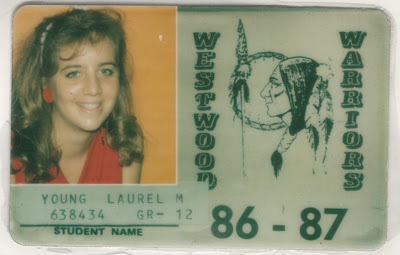 WESTWOOD
WARRIORS
YOUNG LAUREL M
638434 GR- 12
STUDENT NAME
86 - 87